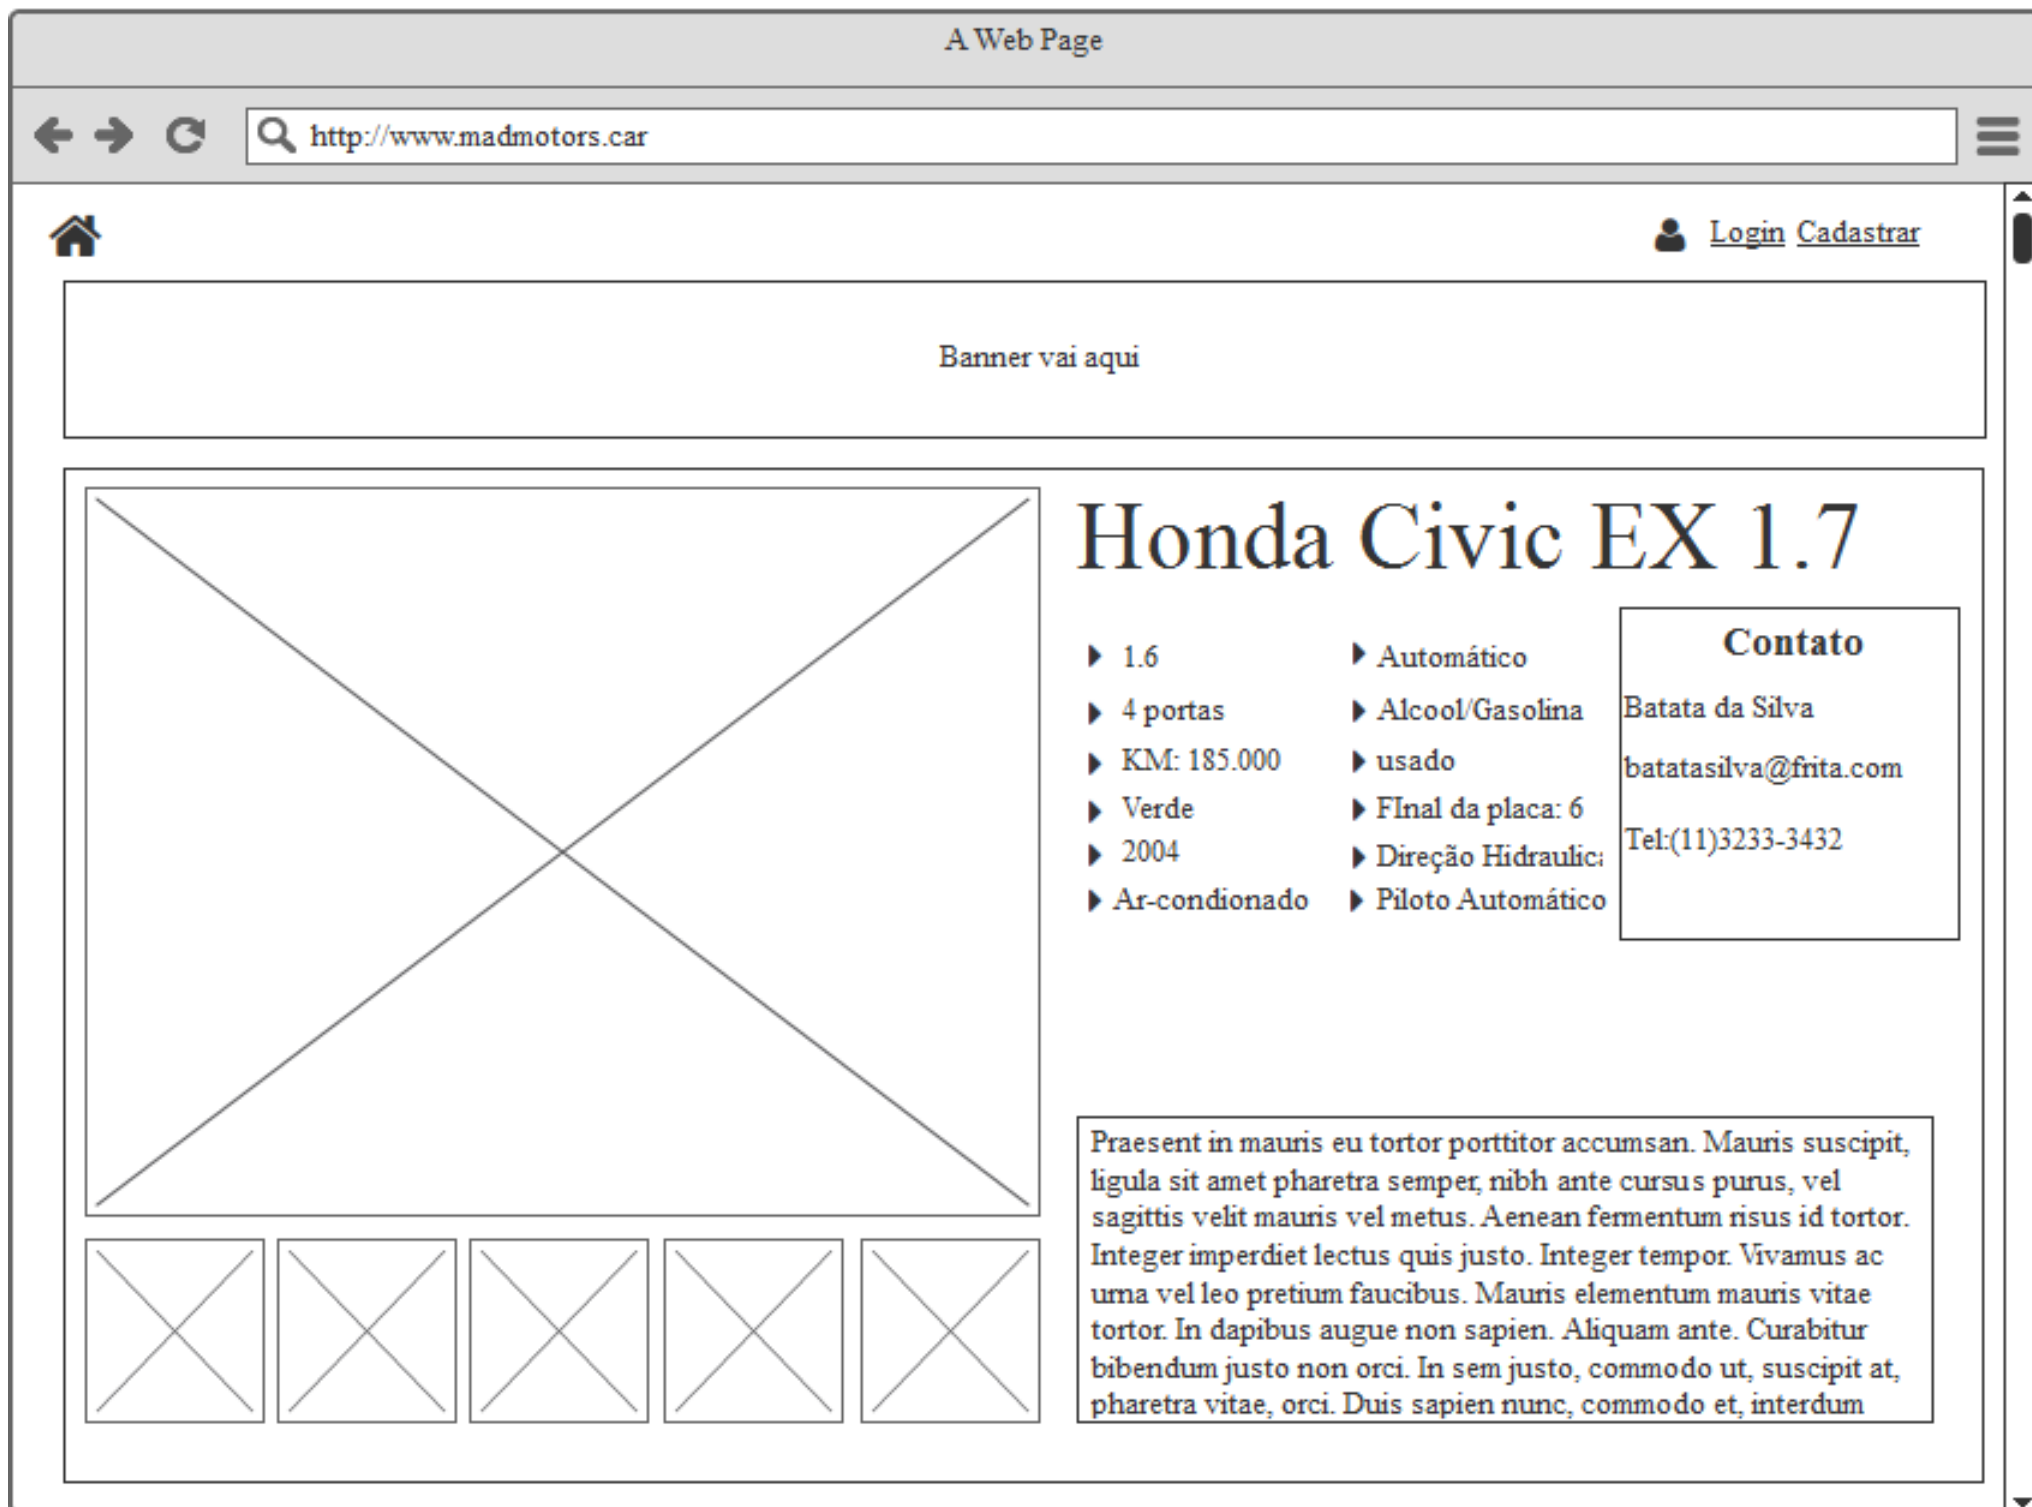 A Web Page
http://www.madmotors.car
Login Cadastrar
Banner vai aqui
Honda Civic EX 1.7
1.6
4 portas
KM: 185.000
Verde
2004
Ar-condionado
Automático
Alcool/Gasolina
usado
FInal da placa: 6
Direção Hidraulica
Piloto Automático
Contato
Batata da Silva
batatasilva@frita.com
Tel:(11)3233-3432
Praesent in mauris eu tortor porttitor accumsan. Mauris suscipit,
ligula sit amet pharetra semper, nibh ante cursus purus, vel
sagittis velit mauris vel metus. Aenean fermentum risus id tortor.
Integer imperdiet lectus quis justo. Integer tempor. Vivamus ac
urna vel leo pretium faucibus. Mauris elementum mauris vitae
tortor. In dapibus augue non sapien. Aliquam ante. Curabitur
bibendum justo non orci. In sem justo, commodo ut, suscipit at,
pharetra vitae, orci. Duis sapien nunc, commodo et, interdum